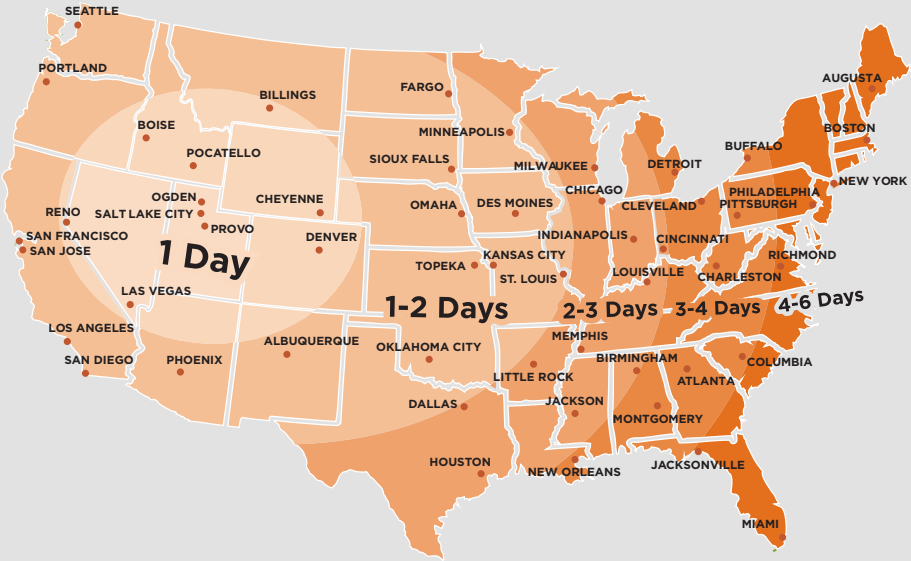 SEATTLE
PORTLAND
BILLINGS
FARGO
AUGUSTA
BOISE
MINNEAPOLIS
BOSTON
POCATELLO
SIOUX FALLS
MILWAUKEE
DETROIT
BUFFALO
NEW YORK
OGDEN
CHEYENNE
OMAHA
DES MOINES
CHICAGO
CLEVELAND
PHILADELPHIA
PITTSBURGH
RENO
SALT LAKE CITY
PROVO
SAN FRANCISCO
SAN JOSE
DENVER
INDIANAPOLIS
CINCINNATI
1 Day
TOPEKA
KANSAS CITY
ST. LOUIS
LOUISVILLE
CHARLESTON
RICHMOND
LAS VEGAS
1-2 Days
2-3 Days
3-4 Days
4-6 Days
LOS ANGELES
SAN DIEGO
PHOENIX
ALBUQUERQUE
OKLAHOMA CITY
MEMPHIS
BIRMINGHAM
LITTLE ROCK
ATLANTA
COLUMBIA
DALLAS
JACKSON
MONTGOMERY
HOUSTON
NEW ORLEANS
JACKSONVILLE
MIAMI